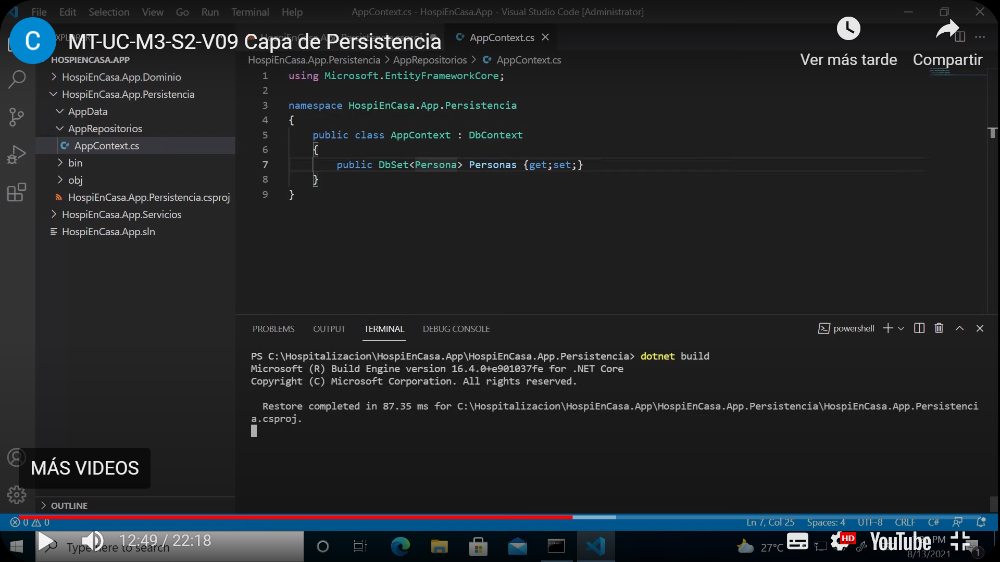 File Edit Selection View Go Run Terminal Help
AppContext.cs - HospiEnCasa.App - Visual Studio Code [Administrator]
C
MT-UC-M3-S2-V09 Capa de Persistencia
AppContext.cs
Ver más tarde
Compartir
HOSPIENCASA.APP
HospiEnCasa.App.Dominio
HospiEnCasa.App.Persistencia
AppData
AppRepositorios
AppContext.cs
bin
obj
HospiEnCasa.App.Persistencia.csproj
HospiEnCasa.App.Servicios
HospiEnCasa.App.sln
HospiEnCasa.App.Persistencia > AppRepositorios > AppContext.cs
1 using Microsoft.EntityFrameworkCore;
2
3 namespace HospiEnCasa.App.Persistencia
4 {
5 public class AppContext : DbContext
6 {
7 public DbSet<Persona> Personas {get;set;}
8 }
9 }
PROBLEMS OUTPUT TERMINAL DEBUG CONSOLE
powershell
PS C:\Hospitalizacion\HospiEnCasa.App\HospiEnCasa.App.Persistencia> dotnet build
Microsoft (R) Build Engine version 16.4.0+e901037fe for .NET Core
Copyright (C) Microsoft Corporation. All rights reserved.
Restore completed in 87.35 ms for C:\Hospitalizacion\HospiEnCasa.App\HospiEnCasa.App.Persistencia\HospiEnCasa.App.Persistenci
a.csproj.
MÁS VIDEOS
OUTLINE
0 0
Ln 7, Col 25 Spaces: 4 UTF-8 CRLF C#
12:49 / 22:18
Type here to search
27°C
HD
YouTube
PM
8/13/2021
1